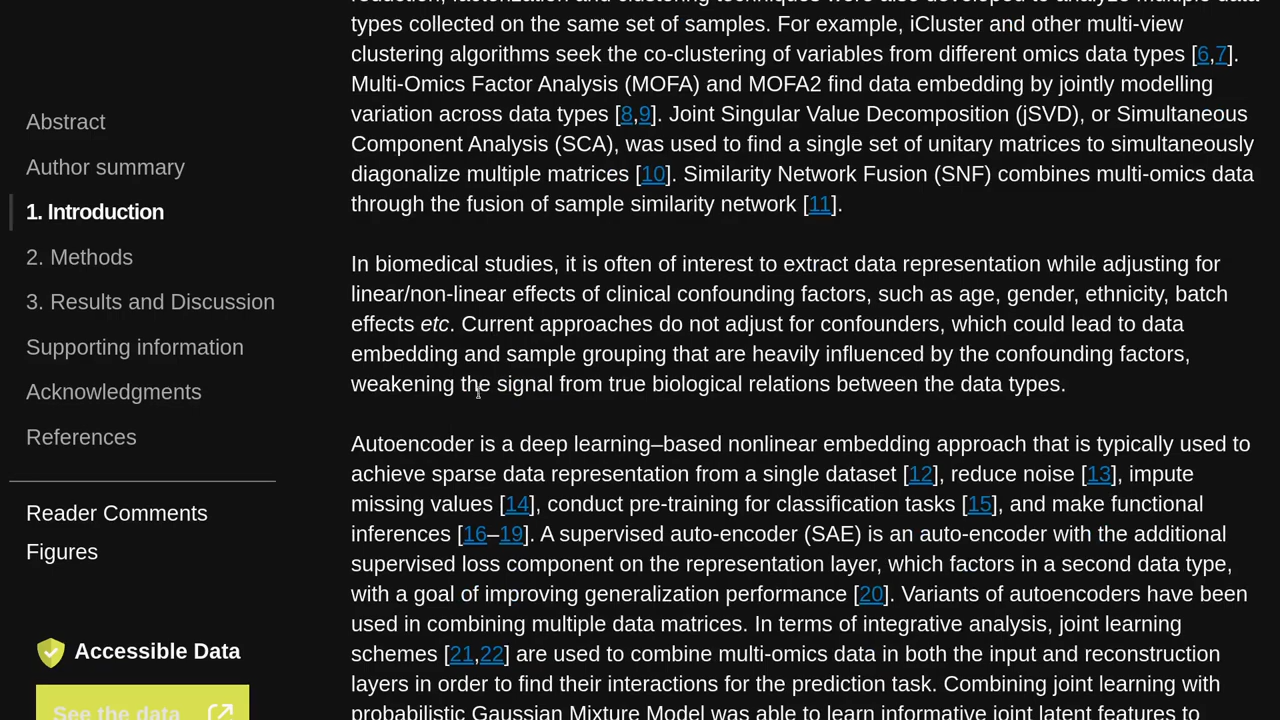 Abstract
Author summary
1. Introduction
2. Methods
3. Results and Discussion
Supporting information
Acknowledgments
References
Reader Comments
Figures
Accessible Data
See the data
types collected on the same set of samples. For example, iCluster and other multi-view
clustering algorithms seek the co-clustering of variables from different omics data types [6,7].
Multi-Omics Factor Analysis (MOFA) and MOFA2 find data embedding by jointly modelling
variation across data types [8,9]. Joint Singular Value Decomposition (jSVD), or Simultaneous
Component Analysis (SCA), was used to find a single set of unitary matrices to simultaneously
diagonalize multiple matrices [10]. Similarity Network Fusion (SNF) combines multi-omics data
through the fusion of sample similarity network [11].
In biomedical studies, it is often of interest to extract data representation while adjusting for
linear/non-linear effects of clinical confounding factors, such as age, gender, ethnicity, batch
effects etc. Current approaches do not adjust for confounders, which could lead to data
embedding and sample grouping that are heavily influenced by the confounding factors,
weakening the signal from true biological relations between the data types.
Autoencoder is a deep learning–based nonlinear embedding approach that is typically used to
achieve sparse data representation from a single dataset [12], reduce noise [13], impute
missing values [14], conduct pre-training for classification tasks [15], and make functional
inferences [16–19]. A supervised auto-encoder (SAE) is an auto-encoder with the additional
supervised loss component on the representation layer, which factors in a second data type,
with a goal of improving generalization performance [20]. Variants of autoencoders have been
used in combining multiple data matrices. In terms of integrative analysis, joint learning
schemes [21,22] are used to combine multi-omics data in both the input and reconstruction
layers in order to find their interactions for the prediction task. Combining joint learning with
probabilistic Gaussian Mixture Model was able to learn informative joint latent features to